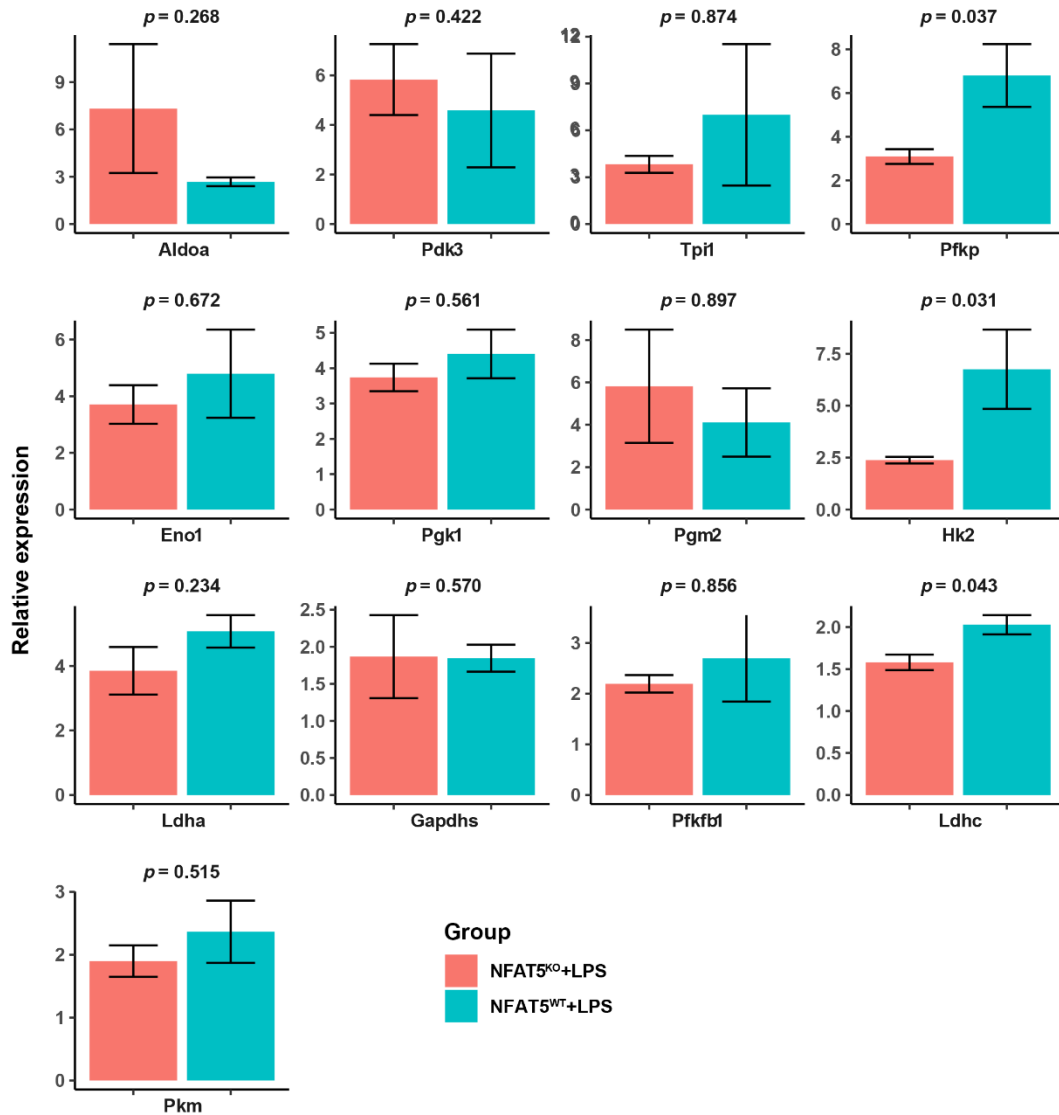 p = 0.268
p = 0.422
p = 0.874
p = 0.037
9
6
3
0
Aldoa
6
4
2
0
Pdk3
12
9
6
3
0
Tpi1
8
6
4
2
0
Pfkp
p = 0.672
p = 0.561
p = 0.897
p = 0.031
Relative expression
6
4
2
0
Eno1
5
4
3
2
1
0
Pgk1
8
6
4
2
0
Pgm2
7.5
5.0
2.5
0.0
Hk2
p = 0.234
p = 0.570
p = 0.856
p = 0.043
4
2
0
Ldha
2.5
2.0
1.5
1.0
0.5
0.0
Gapdhs
3
2
1
0
Pfkfb1
2.0
1.5
1.0
0.5
0.0
Ldhc
p = 0.515
3
2
1
0
Pkm
Group
NFAT5KO+LPS
NFAT5WT+LPS